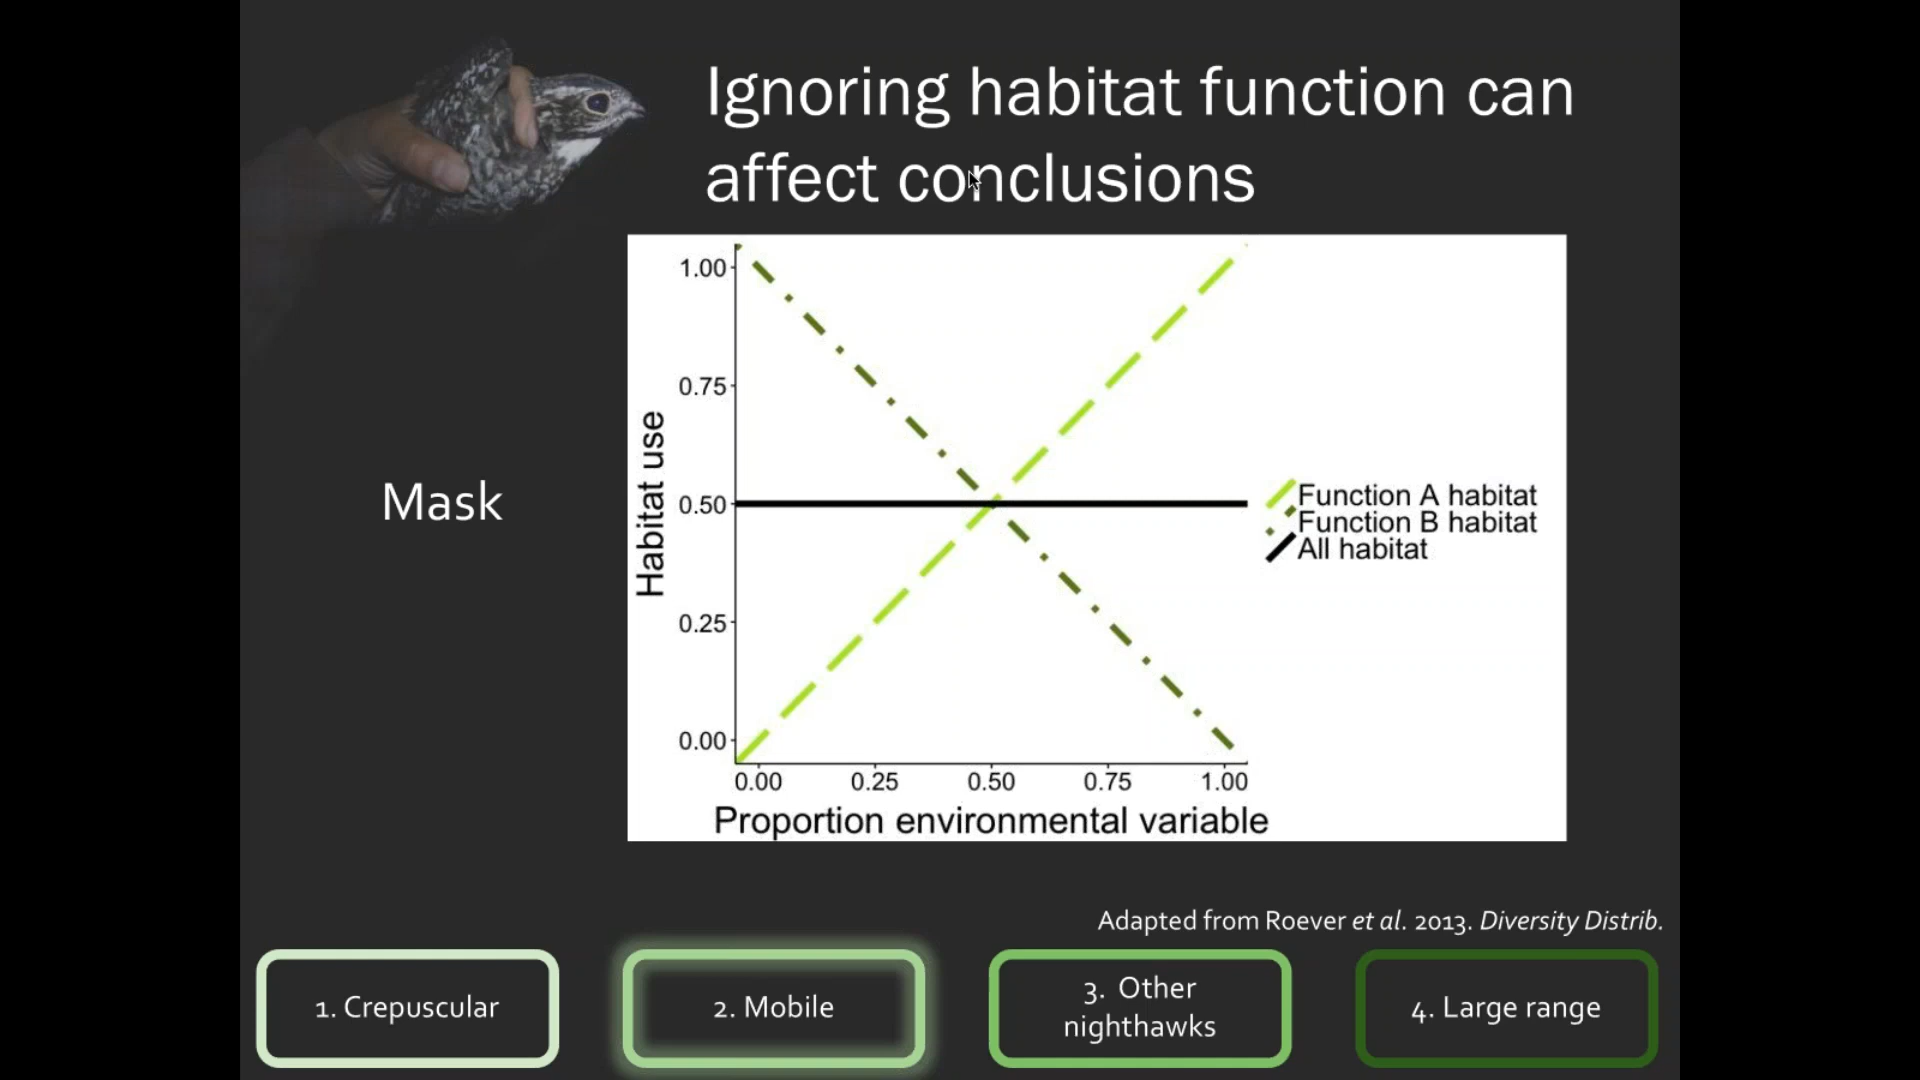 Ignoring habitat function can
affect conclusions
Mask
Habitat use
1.00
0.75
0.50
0.25
0.00
0.00 0.25 0.50 0.75 1.00
Proportion environmental variable
Function A habitat
Function B habitat
All habitat
Adapted from Roever et al. 2013. Diversity Distrib.
1. Crepuscular
2. Mobile
3. Other
nighthawks
4. Large range